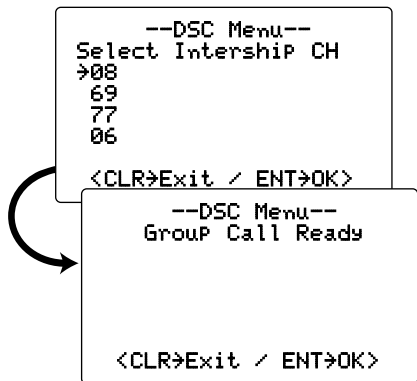 --DSC Menu--
Select Intership CH
→08
69
77
06
<CLR→Exit / ENT→OK>
--DSC Menu--
Group Call Ready
<CLR→Exit / ENT→OK>